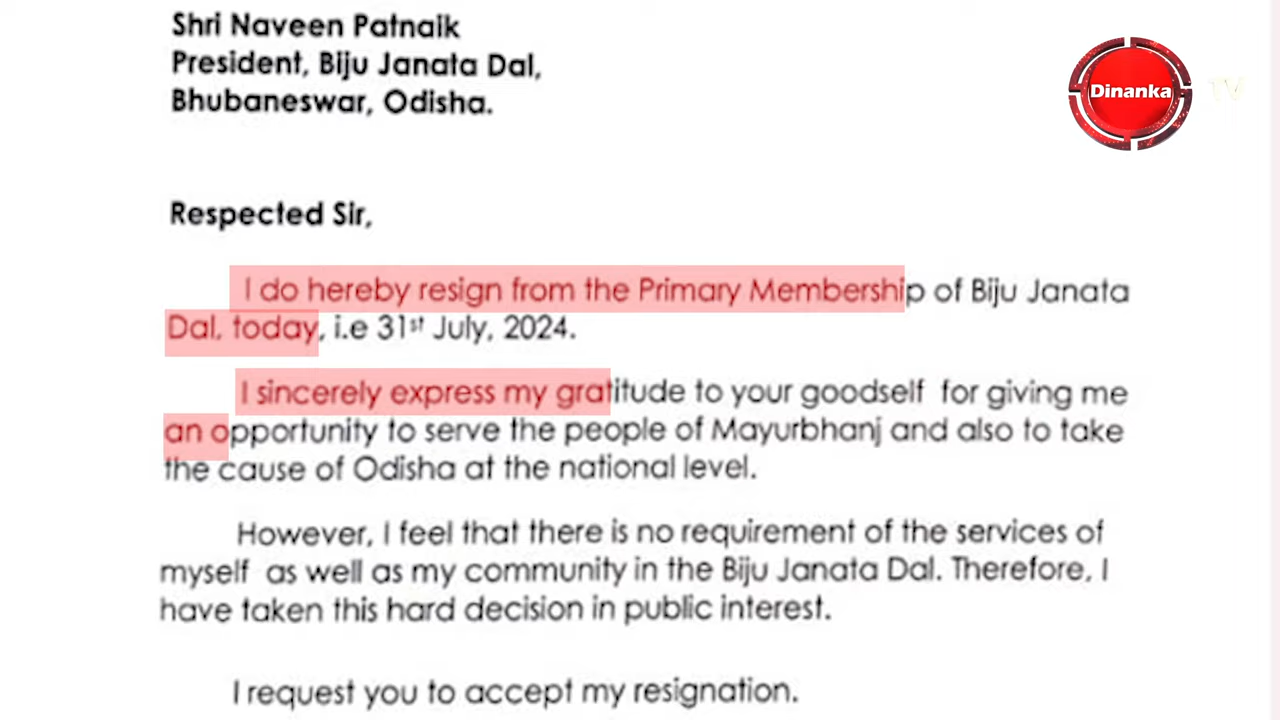 Shri Naveen Patnaik
President, Biju Janata Dal,
Bhubaneswar, Odisha.
Dinanka TV
Respected Sir,
I do hereby resign from the Primary Membership of Biju Janata
Dal, today, i.e 31st July, 2024.
I sincerely express my gratitude to your goodself for giving me
an opportunity to serve the people of Mayurbhanj and also to take
the cause of Odisha at the national level.
However, I feel that there is no requirement of the services of
myself as well as my community in the Biju Janata Dal. Therefore, I
have taken this hard decision in public interest.
I request you to accept my resignation.